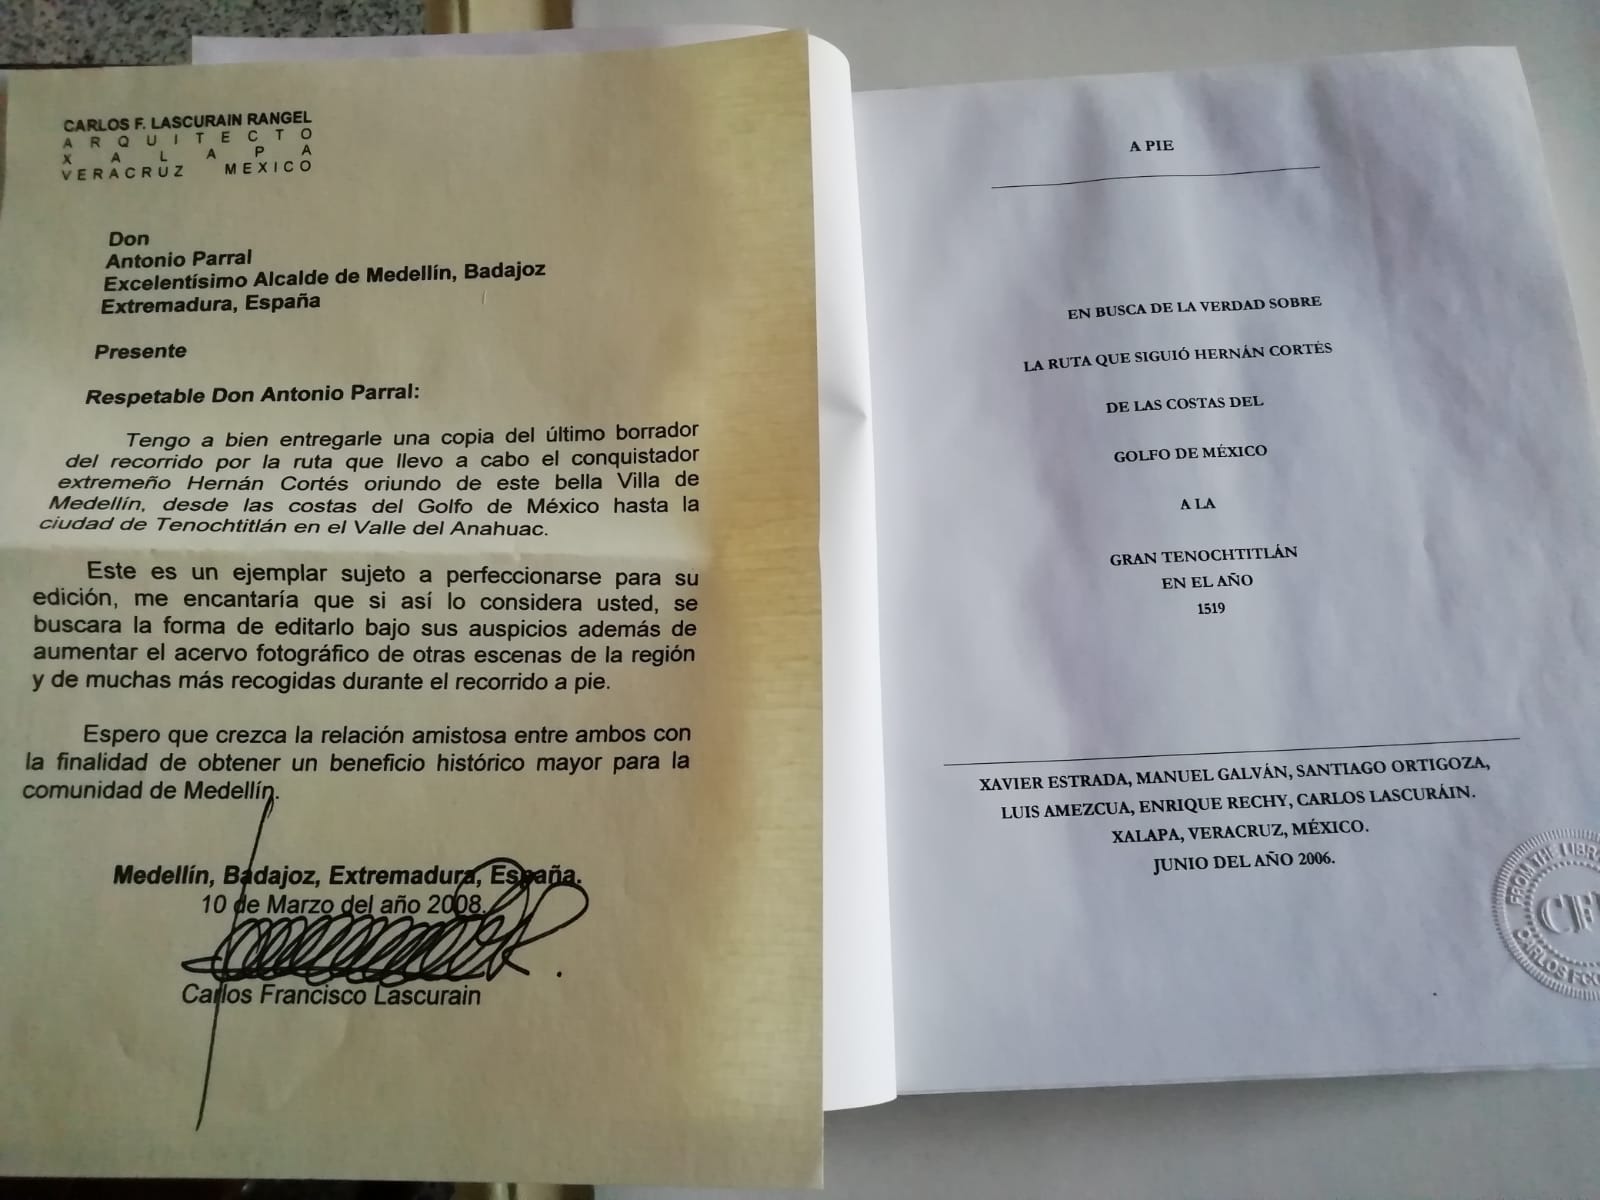 CARLOS F. LASCURAIN RANGEL
ARQUITECTO
XALAPA
VERACRUZ MEXICO
Don
Antonio Parral
Excelentísimo Alcalde de Medellín, Badajoz
Extremadura, España
Presente
Respetable Don Antonio Parral:
Tengo a bien entregarle una copia del último borrador
del recorrido por la ruta que llevo a cabo el conquistador
extremeño Hernán Cortés oriundo de este bella Villa de
Medellín, desde las costas del Golfo de México hasta la
ciudad de Tenochtitlán en el Valle del Anahuac.
Este es un ejemplar sujeto a perfeccionarse para su
edición, me encantaría que si así lo considera usted, se
buscara la forma de editarlo bajo sus auspicios además de
aumentar el acervo fotográfico de otras escenas de la región
y de muchas más recogidas durante el recorrido a pie.
Espero que crezca la relación amistosa entre ambos con
la finalidad de obtener un beneficio histórico mayor para la
comunidad de Medellín.
Medellín, Badajoz, Extremadura, España.
10 de Marzo del año 2008.
Carlos Francisco Lascurain
A PIE
EN BUSCA DE LA VERDAD SOBRE
LA RUTA QUE SIGUIÓ HERNÁN CORTÉS
DE LAS COSTAS DEL
GOLFO DE MÉXICO
A LA
GRAN TENOCHTITLÁN
EN EL AÑO
1519
XAVIER ESTRADA, MANUEL GALVÁN, SANTIAGO ORTIGOZA,
LUIS AMEZCUA, ENRIQUE RECHY, CARLOS LASCURÁIN.
XALAPA, VERACRUZ, MÉXICO.
JUNIO DEL AÑO 2006.
FROM THE
CARLOS